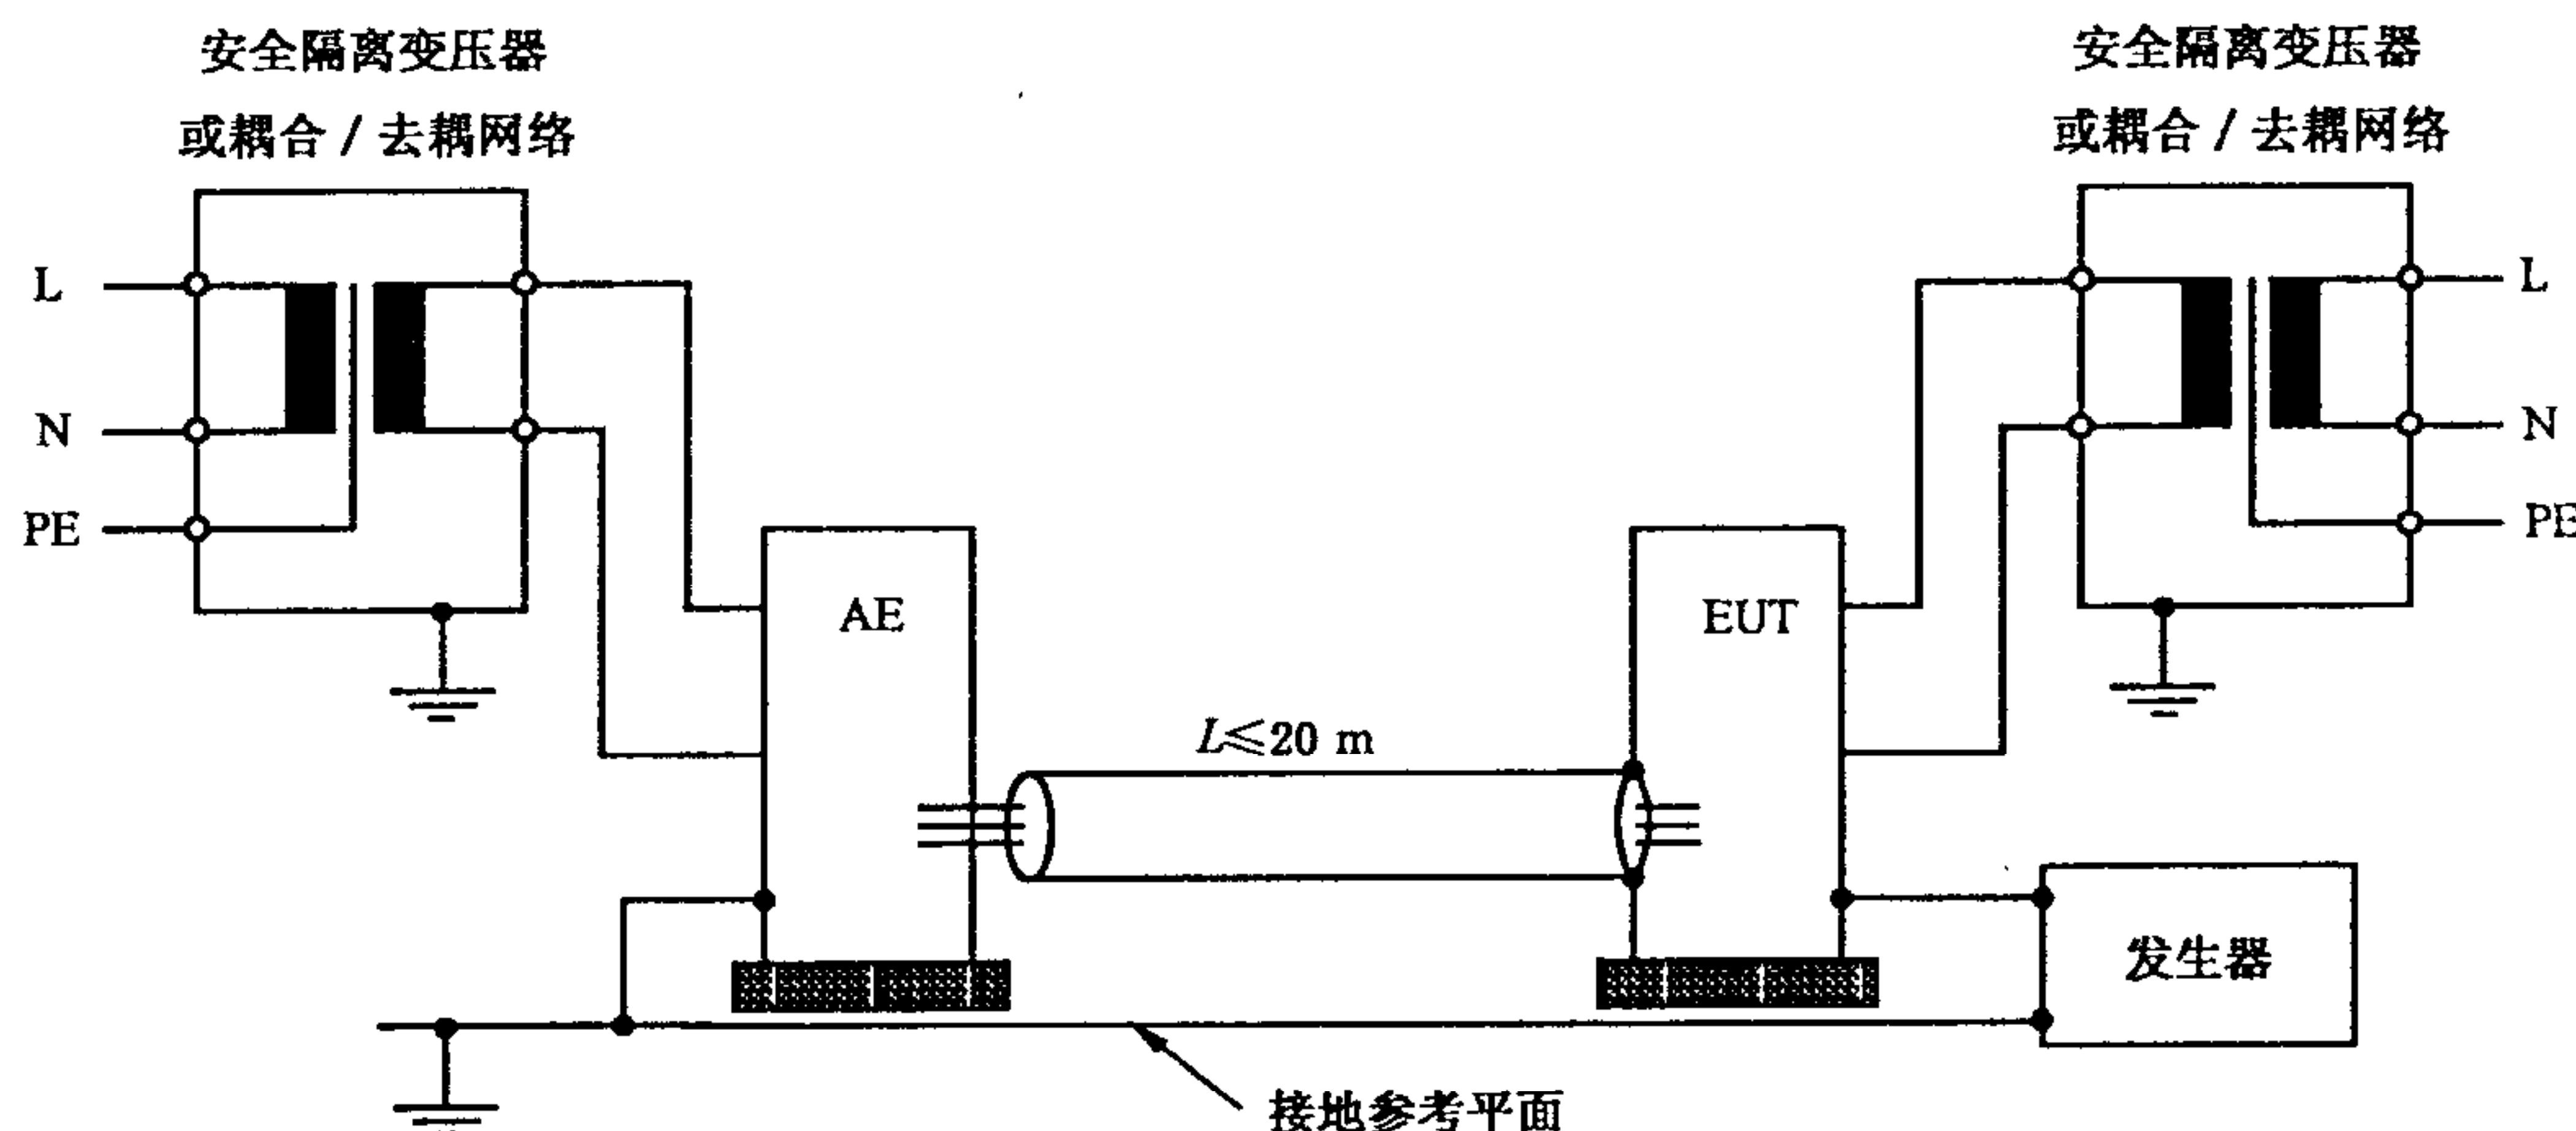 安全隔离变压器
或耦合 / 去耦网络
安全隔离变压器
或耦合 / 去耦网络
L
N
PE
L
N
PE
AE
EUT
L≤20 m
发生器
接地参考平面